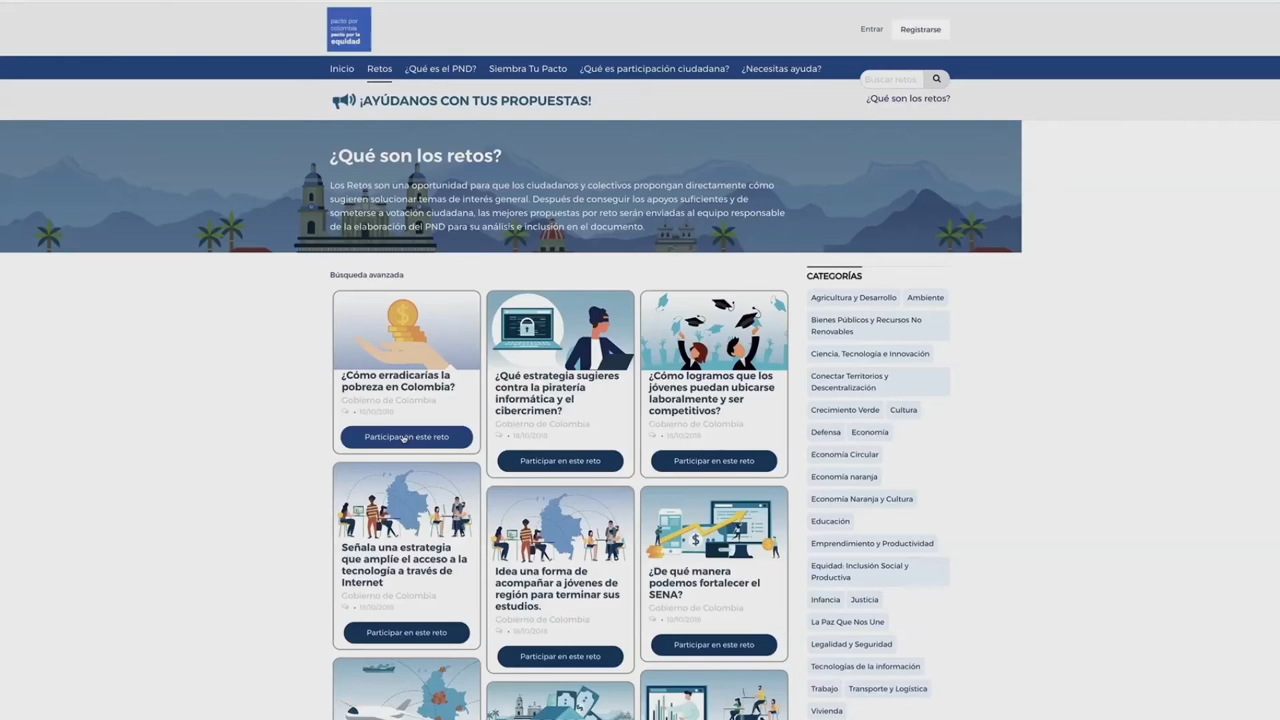 pacto por
colombia
pacto por la
equidad
Entrar
Registrarse
Inicio
Retos
¿Qué es el PND?
Siembra Tu Pacto
¿Qué es participación ciudadana?
¿Necesitas ayuda?
Buscar retos
¡AYÚDANOS CON TUS PROPUESTAS!
¿Qué son los retos?
¿Qué son los retos?
Los Retos son una oportunidad para que los ciudadanos y colectivos propongan directamente cómo
sugieren solucionar temas de interés general. Después de conseguir los apoyos suficientes y de
someterse a votación ciudadana, las mejores propuestas por reto serán enviadas al equipo responsable
de la elaboración del PND para su análisis e inclusión en el documento.
Búsqueda avanzada
¿Cómo erradicarías la
pobreza en Colombia?
Gobierno de Colombia
Participar en este reto
¿Qué estrategia sugieres
contra la piratería
informática y el
cibercrimen?
Gobierno de Colombia
Participar en este reto
¿Cómo logramos que los
jóvenes puedan ubicarse
laboralmente y ser
competitivos?
Gobierno de Colombia
Participar en este reto
Señala una estrategia
que amplíe el acceso a la
tecnología a través de
Internet
Gobierno de Colombia
Participar en este reto
Idea una forma de
acompañar a jóvenes de
región para terminar sus
estudios.
Gobierno de Colombia
Participar en este reto
¿De qué manera
podemos fortalecer el
SENA?
Gobierno de Colombia
Participar en este reto
CATEGORÍAS
Agricultura y Desarrollo
Ambiente
Bienes Públicos y Recursos No
Renovables
Ciencia, Tecnología e Innovación
Conectar Territorios y
Descentralización
Crecimiento Verde
Cultura
Defensa
Economía
Economía Circular
Economía naranja
Economía Naranja y Cultura
Educación
Emprendimiento y Productividad
Equidad: Inclusión Social y
Productiva
Infancia
Justicia
La Paz Que Nos Une
Legalidad y Seguridad
Tecnologías de la información
Trabajo
Transporte y Logística
Vivienda